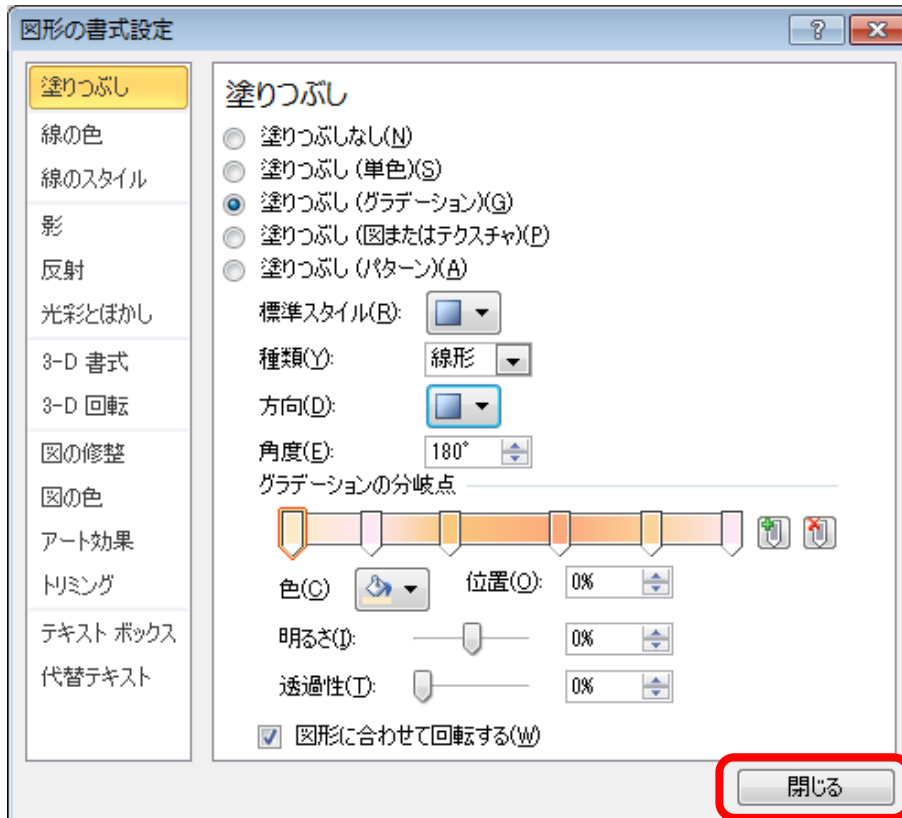 図形の書式設定
塗りつぶし
線の色
線のスタイル
影
反射
光彩とぼかし
3-D 書式
3-D 回転
図の修整
図の色
アート効果
トリミング
テキスト ボックス
代替テキスト
塗りつぶし
塗りつぶしなし(N)
塗りつぶし (単色)(S)
塗りつぶし (グラデーション)(G)
塗りつぶし (図またはテクスチャ)(P)
塗りつぶし (パターン)(A)
標準スタイル(R):
種類(Y): 線形
方向(D):
角度(E): 180°
グラデーションの分岐点
色(C) 位置(O): 0%
明るさ(I): 0%
透過性(T): 0%
図形に合わせて回転する(W)
閉じる